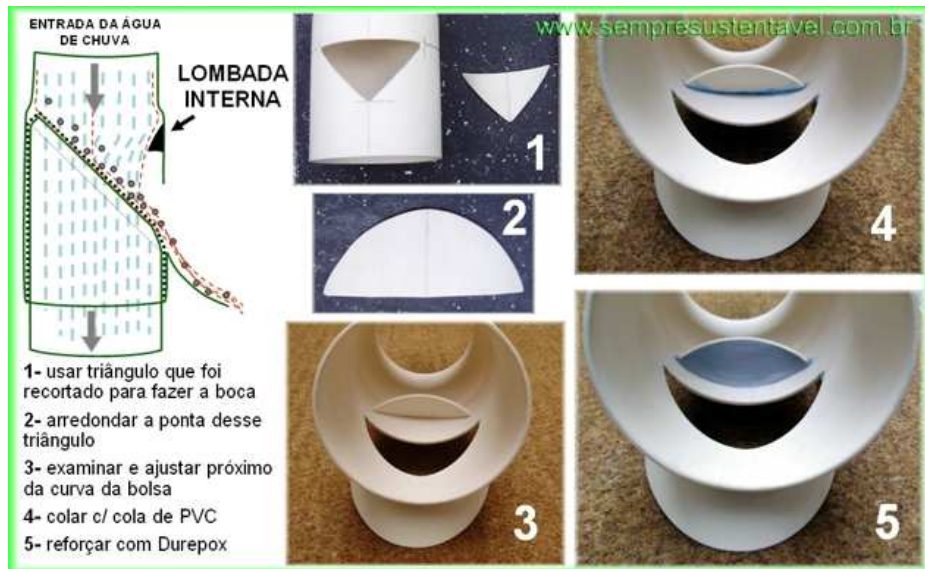 www.sempresustentavel.com.br
ENTRADA DA ÁGUA
DE CHUVA
LOMBADA
INTERNA
1- usar triângulo que foi
recortado para fazer a boca
2- arredondar a ponta desse
triângulo
3- examinar e ajustar próximo
da curva da bolsa
4- colar c/ cola de PVC
5- reforçar com Durepox
1
2
3
4
5